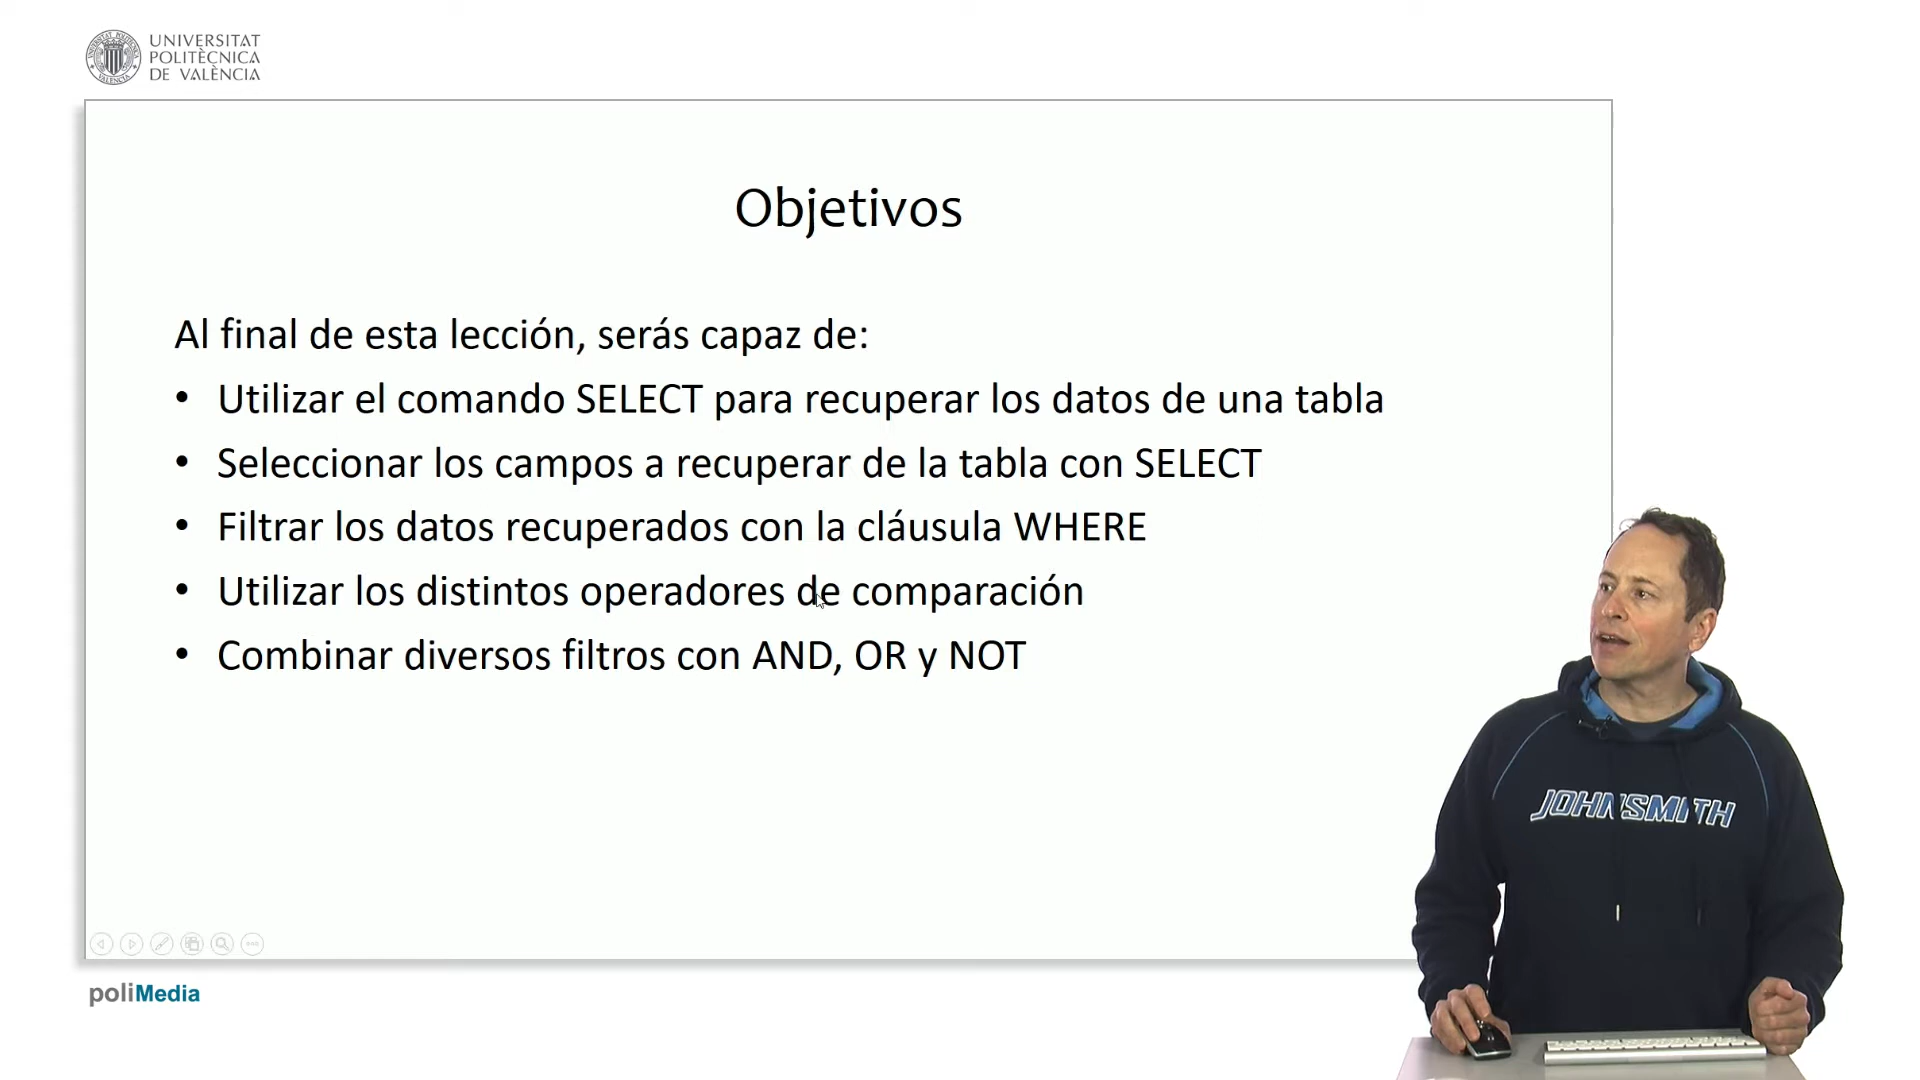 UNIVERSITAT
POLITÈCNICA
DE VALÈNCIA
Objetivos
Al final de esta lección, serás capaz de:
• Utilizar el comando SELECT para recuperar los datos de una tabla
• Seleccionar los campos a recuperar de la tabla con SELECT
• Filtrar los datos recuperados con la cláusula WHERE
• Utilizar los distintos operadores de comparación
• Combinar diversos filtros con AND, OR y NOT
JOHNSMITH
poliMedia